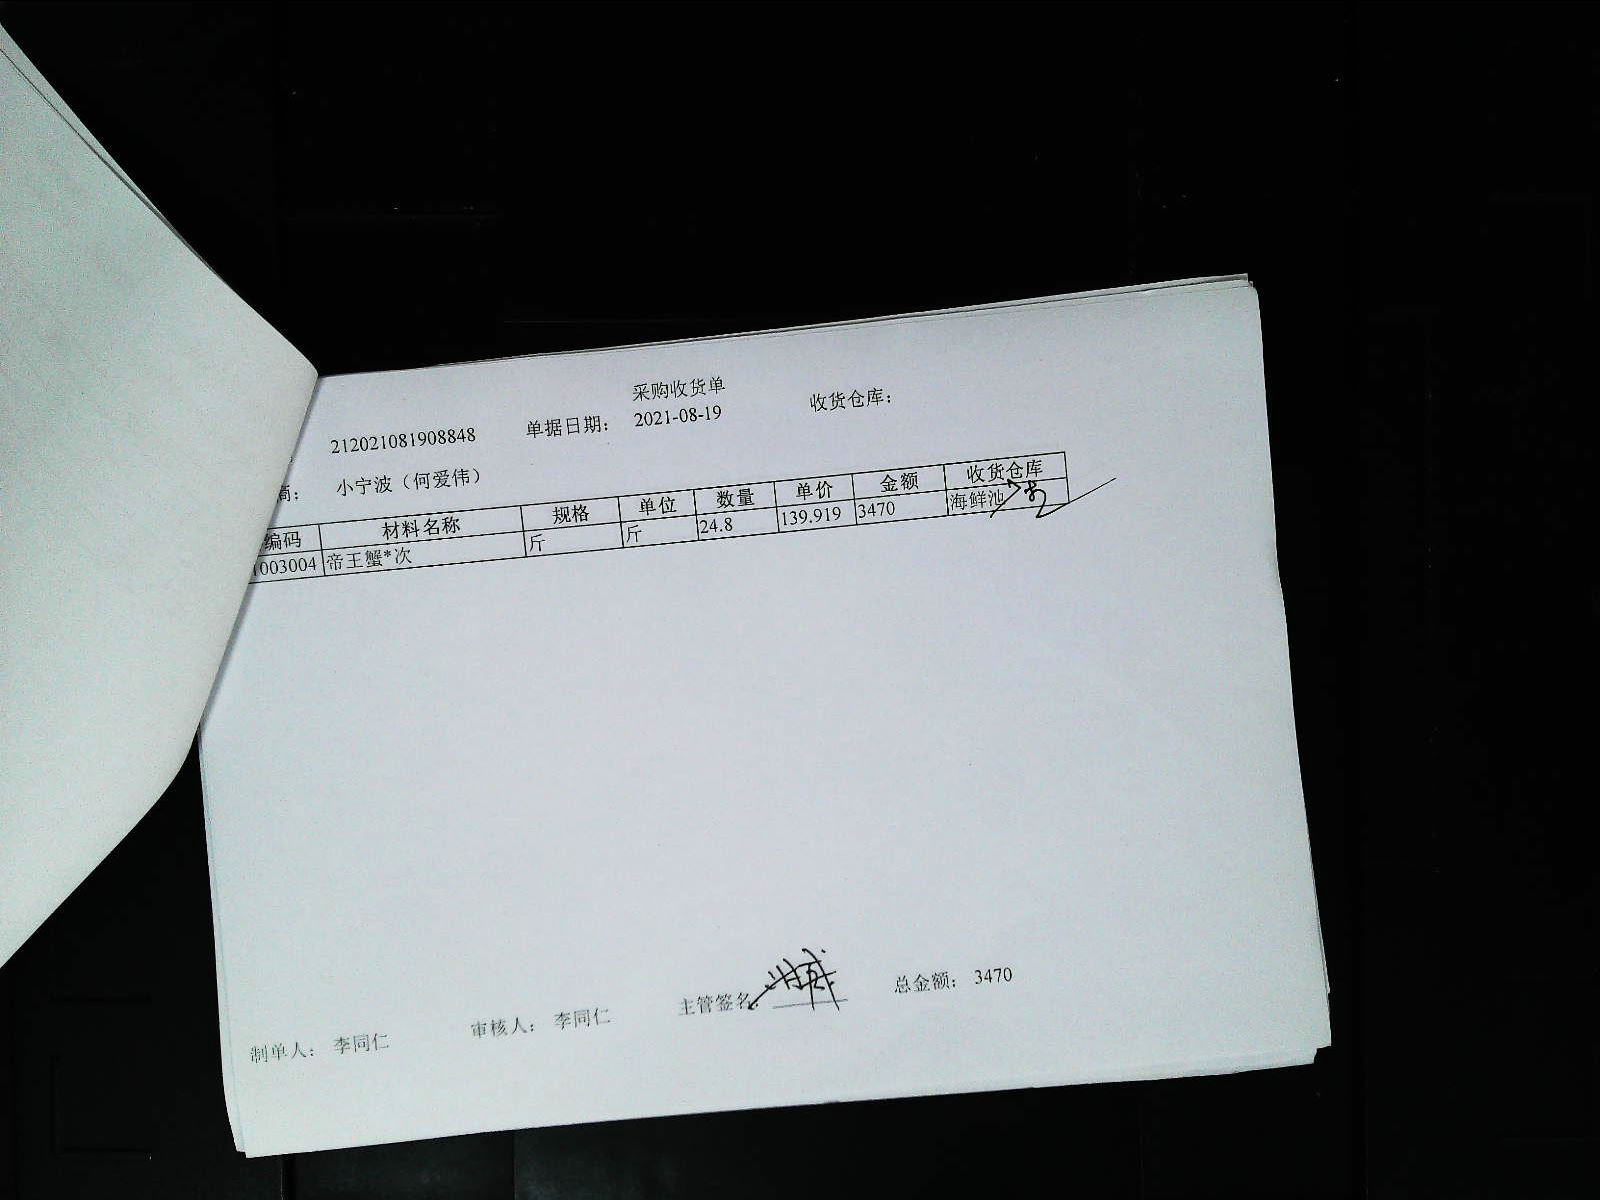 采购收货单
212021081908848 单据日期： 2021-08-19 收货仓库：
商： 小宁波（何爱伟）
编码 材料名称 规格 单位 数量 单价 金额 收货仓库
1003004 帝王蟹*次 斤 斤 24.8 139.919 3470 海鲜池
制单人： 李同仁 审核人： 李同仁 主管签名： 总金额： 3470